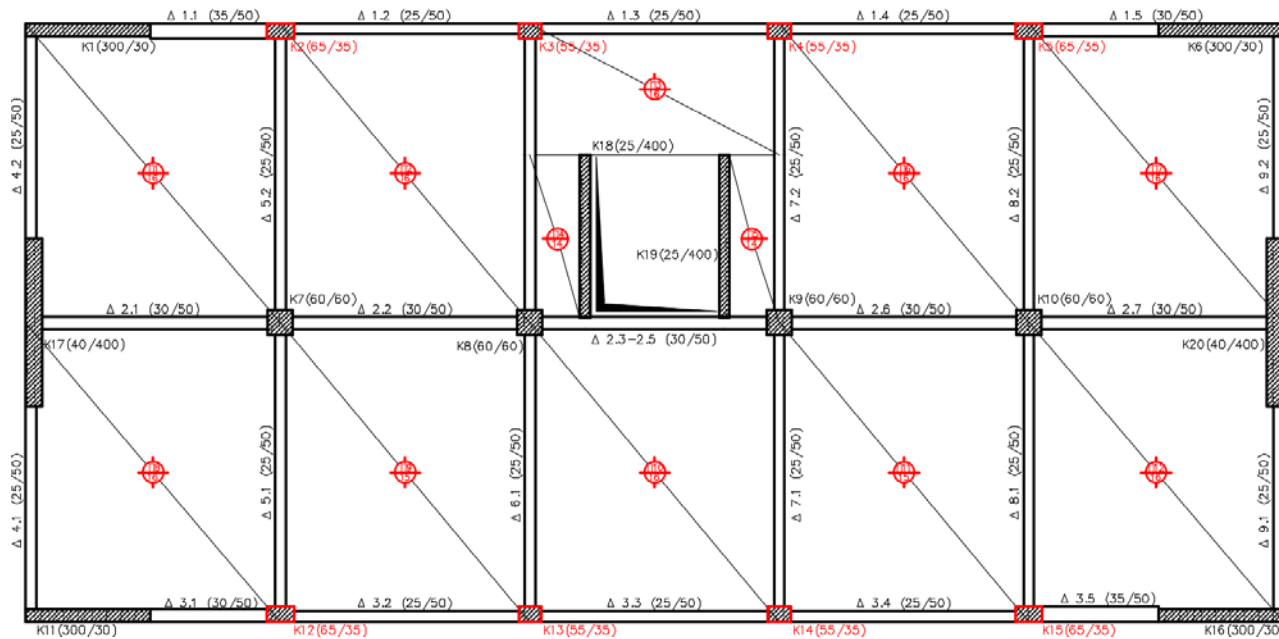 Δ 1.1 (35/50)
Δ 1.2 (25/50)
Δ 1.3 (25/50)
Δ 1.4 (25/50)
Δ 1.5 (30/50)
K1(300/30)
K2(65/35)
K3(55/35)
K4(55/35)
K5(65/35)
K6(300/30)
Δ 4.2 (25/50)
Δ 5.2 (25/50)
K18(25/400)
Δ 7.2 (25/50)
Δ 8.2 (25/50)
Δ 9.2 (25/50)
K19(25/400)
Δ 2.1 (30/50)
K7(60/60)
Δ 2.2 (30/50)
K9(60/60)
Δ 2.6 (30/50)
K10(60/60)
Δ 2.7 (30/50)
K17(40/400)
K8(60/60)
Δ 2.3-2.5 (30/50)
K20(40/400)
Δ 4.1 (25/50)
Δ 5.1 (25/50)
Δ 6.1 (25/50)
Δ 7.1 (25/50)
Δ 8.1 (25/50)
Δ 9.1 (25/50)
Δ 3.1 (30/50)
Δ 3.2 (25/50)
Δ 3.3 (25/50)
Δ 3.4 (25/50)
Δ 3.5 (35/50)
K11(300/30)
K12(65/35)
K13(55/35)
K14(55/35)
K15(65/35)
K16(300/30)